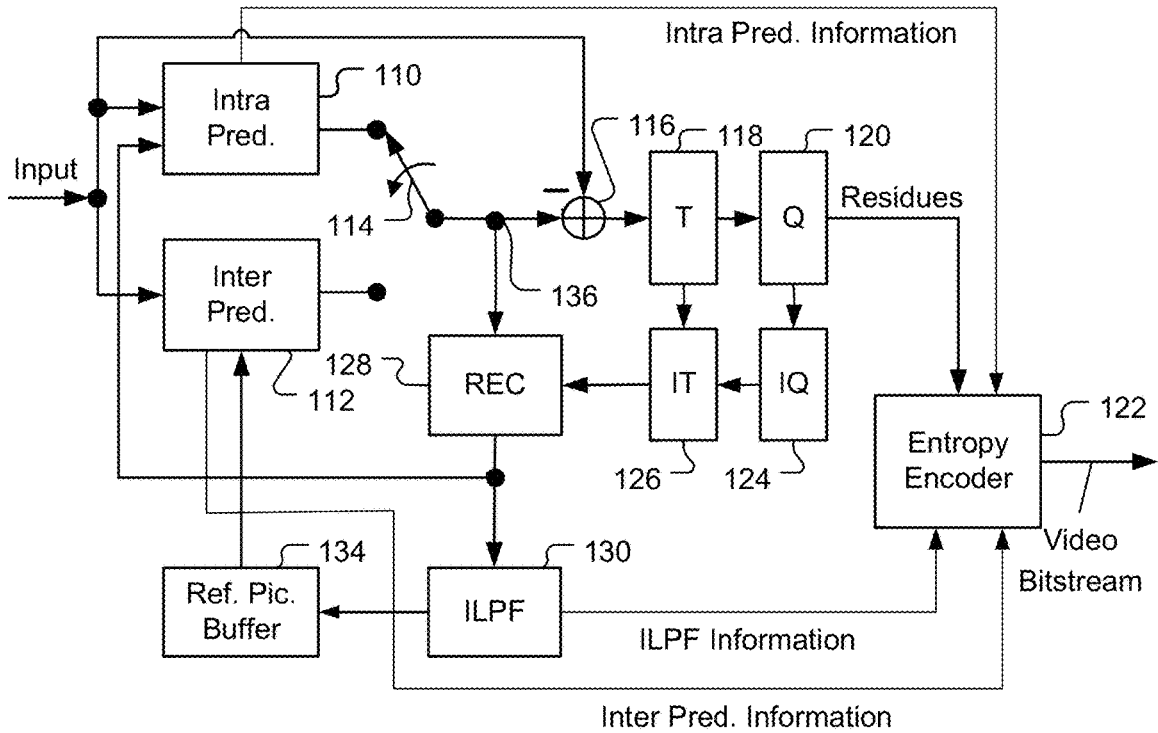 Intra Pred. Information
110
Intra
Pred.
116
118
120
Input
−
114
T
Q
Residues
Inter
Pred.
136
128
REC
IT
IQ
112
122
Entropy
Encoder
126
124
134
130
Video
Bitstream
Ref. Pic.
Buffer
ILPF
ILPF Information
Inter Pred. Information